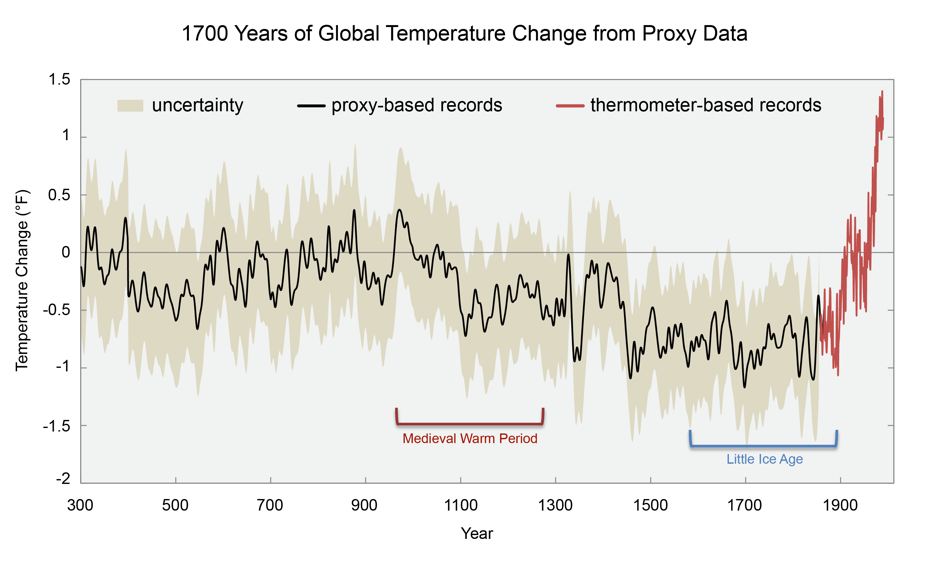 1700 Years of Global Temperature Change from Proxy Data
1.5
uncertainty
proxy-based records
thermometer-based records
1
0.5
0
-0.5
-1
-1.5
-2
Temperature Change (°F)
Medieval Warm Period
Little Ice Age
300
500
700
900
1100
1300
1500
1700
1900
Year